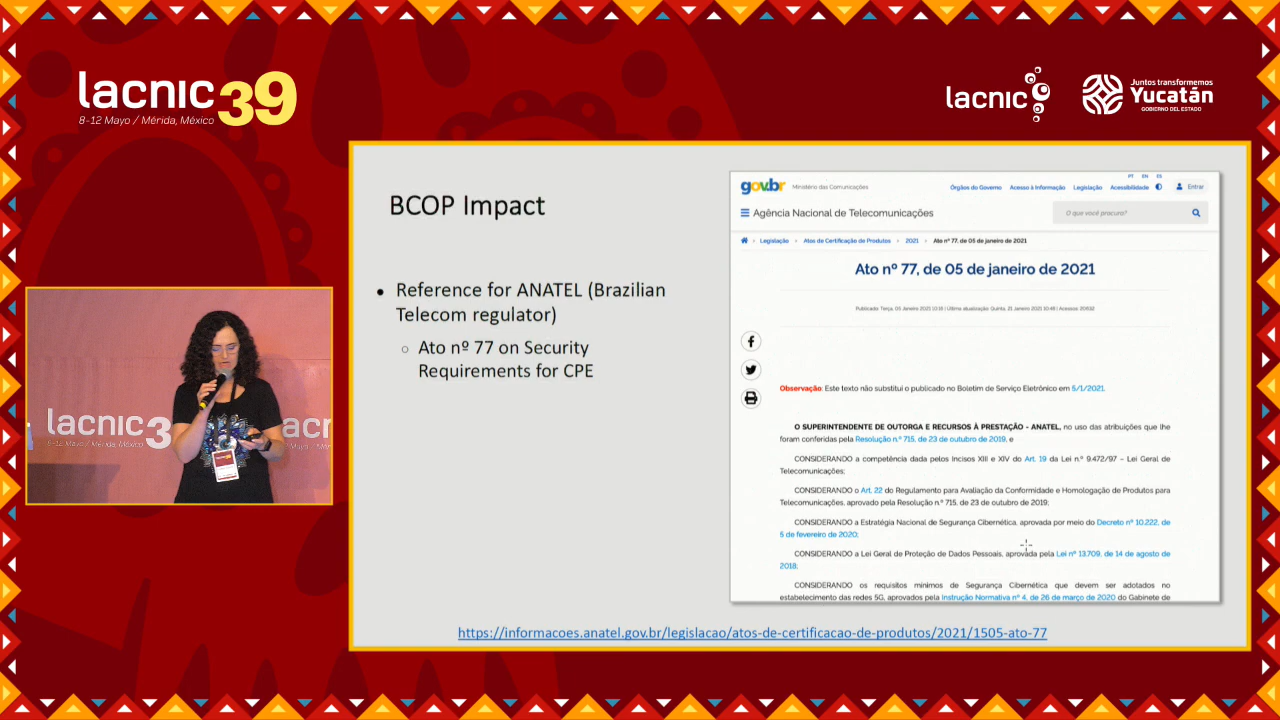 lacnic39
8-12 Mayo / Mérida, México
lacnic
Juntos transformemos
Yucatán
GOBIERNO DEL ESTADO
lacnic3
8-12 Mayo / Mérida, México
acnic
BCOP Impact
• Reference for ANATEL (Brazilian
Telecom regulator)
○ Ato nº 77 on Security
Requirements for CPE
PT EN ES
gov.br Ministério das Comunicações
Órgãos do Governo Acesso à Informação Legislação Acessibilidade Entrar
Agência Nacional de Telecomunicações
O que você procura?
Legislação > Atos de Certificação de Produtos > 2021 > Ato nº 77, de 05 de janeiro de 2021
Ato nº 77, de 05 de janeiro de 2021
Observação: Este texto não substitui o publicado no Boletim de Serviço Eletrônico em 5/1/2021.
O SUPERINTENDENTE DE OUTORGA E RECURSOS À PRESTAÇÃO - ANATEL, no uso das atribuições que lhe
foram conferidas pela Resolução n.º 715, de 23 de outubro de 2019, e
CONSIDERANDO a competência dada pelos Incisos XIII e XIV do Art. 19 da Lei n.º 9.472/97 – Lei Geral de
Telecomunicações;
CONSIDERANDO o Art. 22 do Regulamento para Avaliação da Conformidade e Homologação de Produtos para
Telecomunicações, aprovado pela Resolução n.º 715, de 23 de outubro de 2019;
CONSIDERANDO a Estratégia Nacional de Segurança Cibernética, aprovada por meio do Decreto nº 10.222, de
5 de fevereiro de 2020;
CONSIDERANDO a Lei Geral de Proteção de Dados Pessoais, aprovada pela Lei nº 13.709, de 14 de agosto de
2018;
CONSIDERANDO os requisitos mínimos de Segurança Cibernética que devem ser adotados no
estabelecimento das redes 5G, aprovados pela Instrução Normativa nº 4, de 26 de março de 2020 do Gabinete de
https://informacoes.anatel.gov.br/legislacao/atos-de-certificacao-de-produtos/2021/1505-ato-77